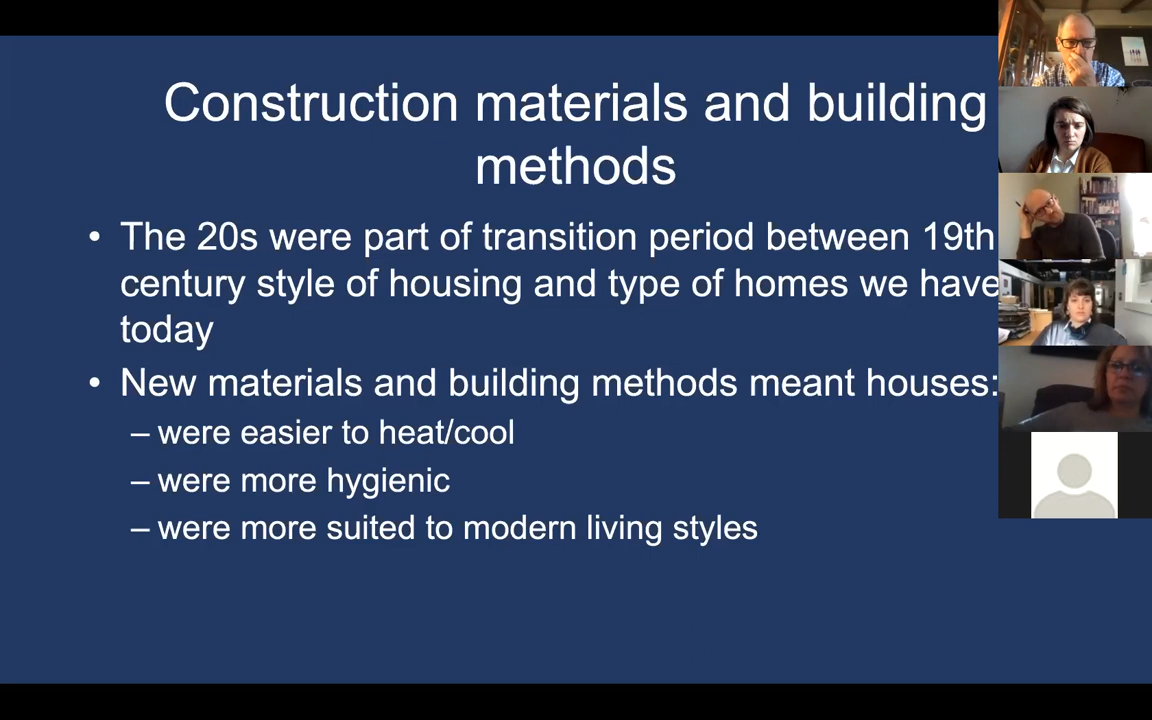 Construction materials and building
methods
• The 20s were part of transition period between 19th
century style of housing and type of homes we have
today
• New materials and building methods meant houses:
– were easier to heat/cool
– were more hygienic
– were more suited to modern living styles